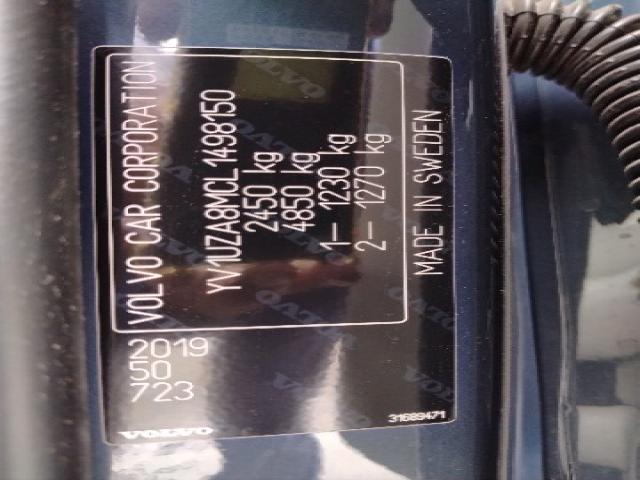 VOLVO CAR CORPORATION
YV1UZA8MCL1498150
2450 kg
4850 kg
1– 1230 kg
2– 1270 kg
MADE IN SWEDEN
2019
50
723
VOLVO
31689471